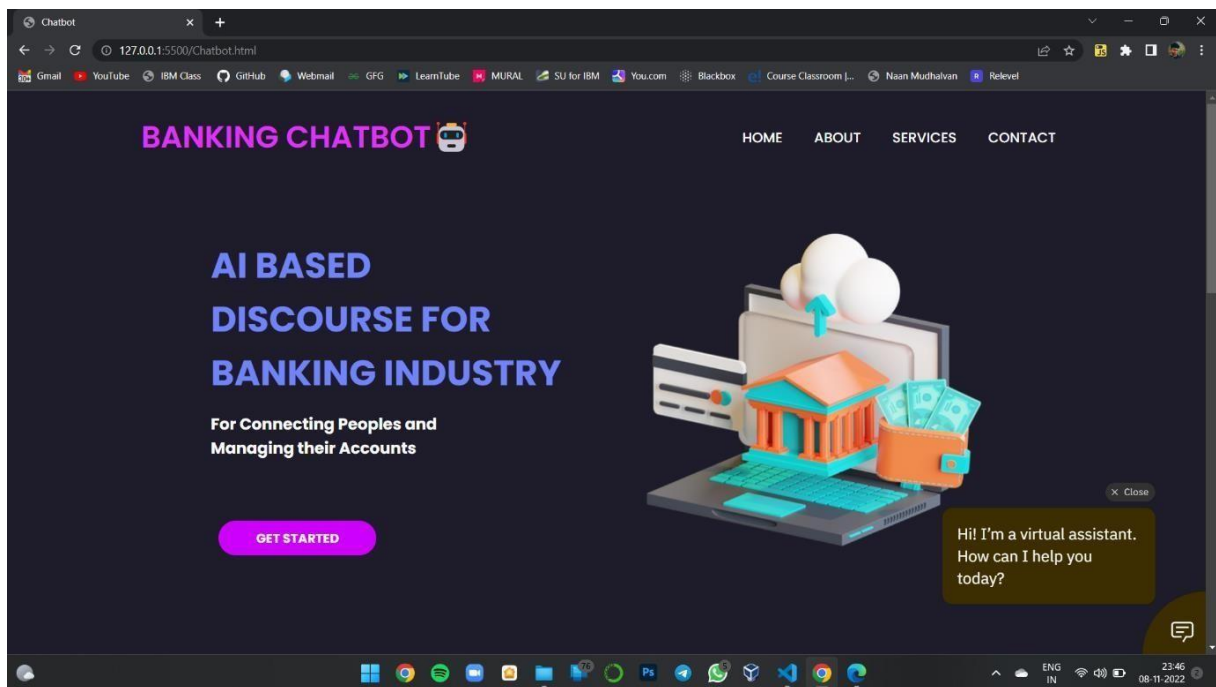 Chatbot
127.0.0.1:5500/Chatbot.html
JS
Gmail YouTube IBM Class GitHub Webmail GFG LearnTube MURAL SU for IBM You.com Blackbox Course Classroom |... Naan Mudhalvan Relevel
BANKING CHATBOT
HOME ABOUT SERVICES CONTACT
AI BASED
DISCOURSE FOR
BANKING INDUSTRY
For Connecting Peoples and
Managing their Accounts
GET STARTED
× Close
Hi! I'm a virtual assistant.
How can I help you
today?
Ps
ENG
IN
23:46
08-11-2022